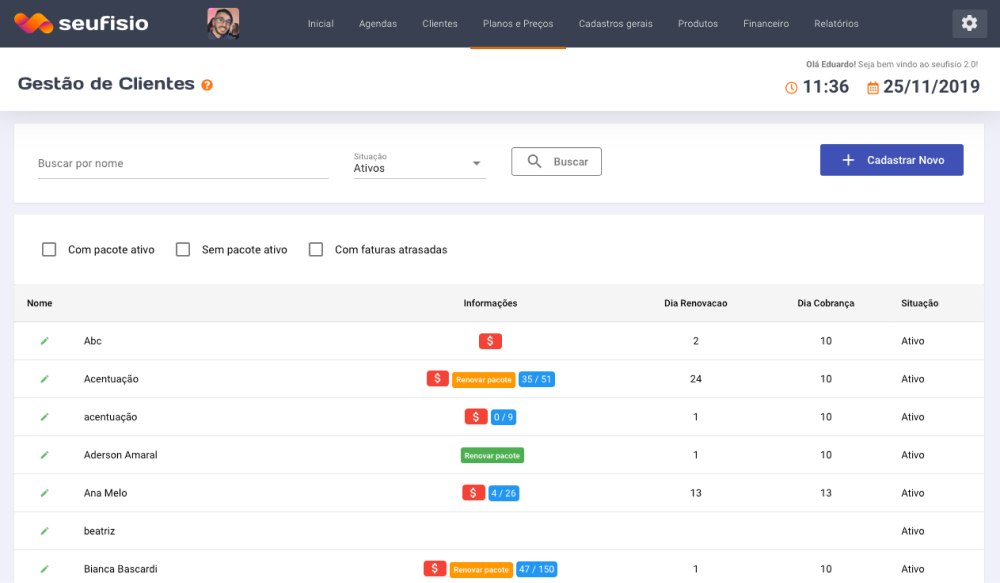 seufisio
Inicial Agendas Clientes Planos e Preços Cadastros gerais Produtos Financeiro Relatórios
Olá Eduardo! Seja bem vindo ao seufisio 2.0!
Gestão de Clientes ?
11:36 25/11/2019
Buscar por nome
Situação
Ativos
Buscar
+ Cadastrar Novo
Com pacote ativo Sem pacote ativo Com faturas atrasadas
Nome Informações Dia Renovacao Dia Cobrança Situação
Abc $ 2 10 Ativo
Acentuação $ Renovar pacote 35 / 51 24 10 Ativo
acentuação $ 0 / 9 1 10 Ativo
Aderson Amaral Renovar pacote 1 10 Ativo
Ana Melo $ 4 / 26 13 13 Ativo
beatriz Ativo
Bianca Bascardi $ Renovar pacote 47 / 150 1 10 Ativo